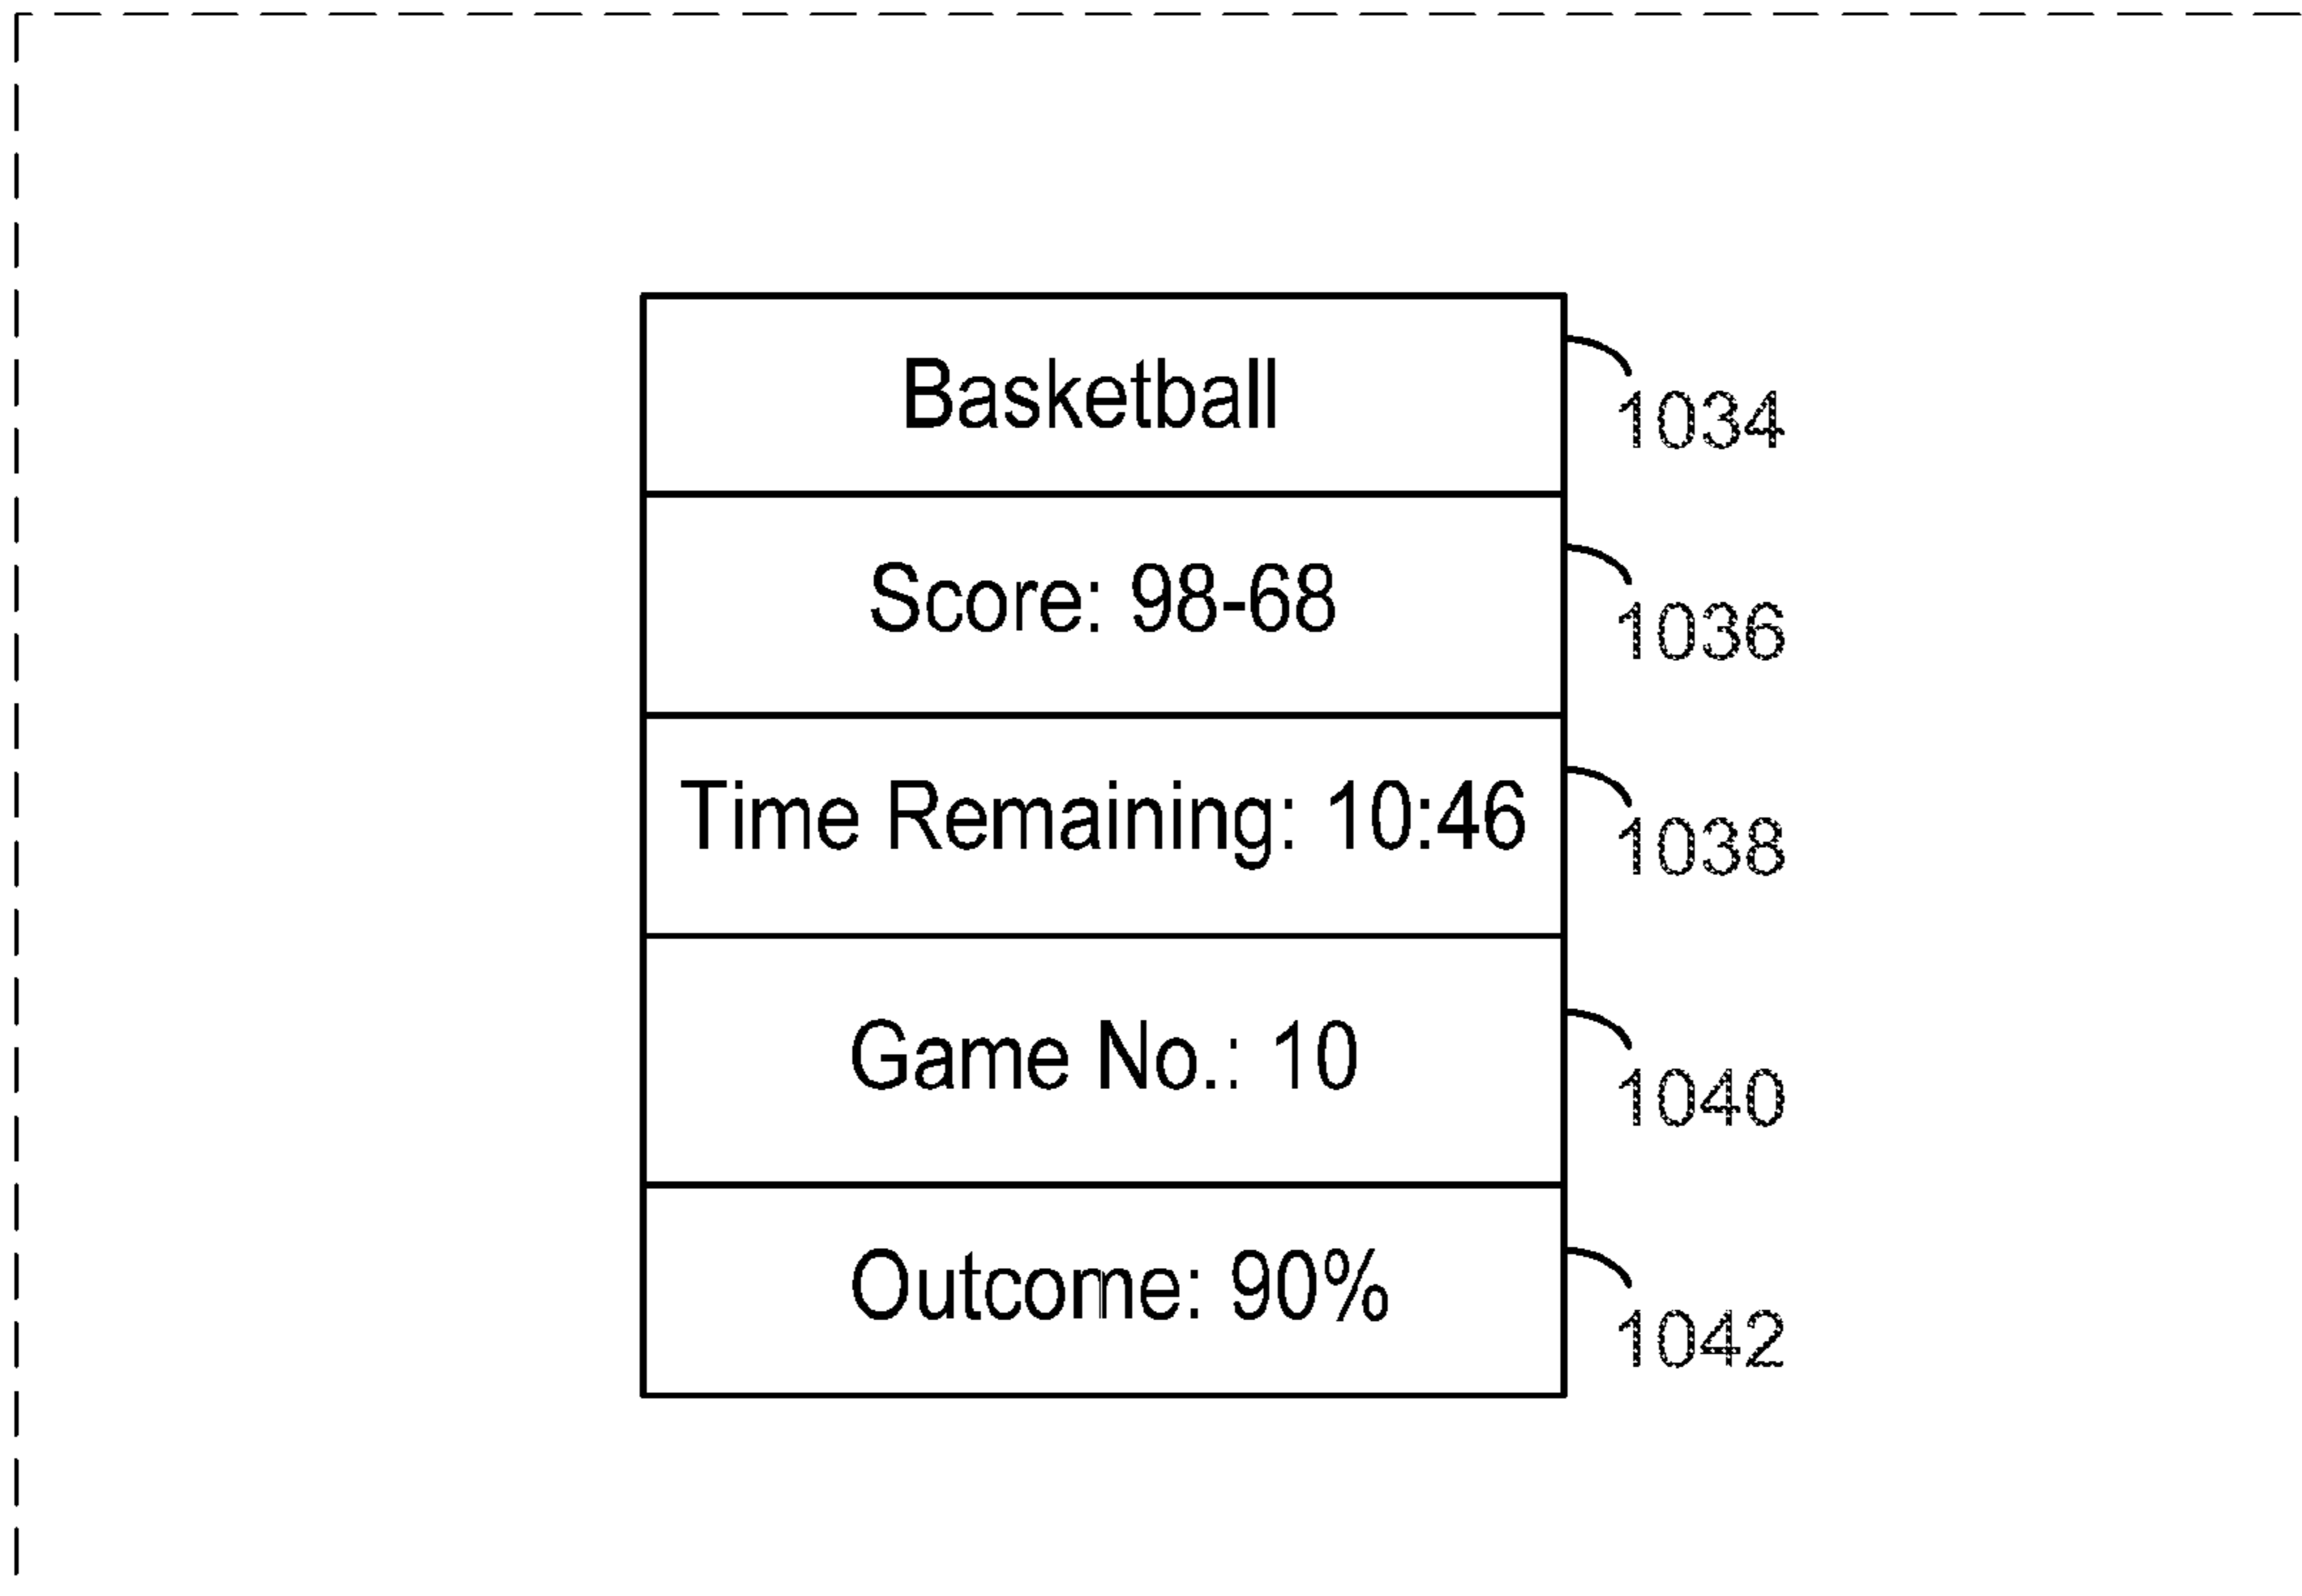 Basketball
1034
Score: 98-68
1036
Time Remaining: 10:46
1038
Game No.: 10
1040
Outcome: 90%
1042